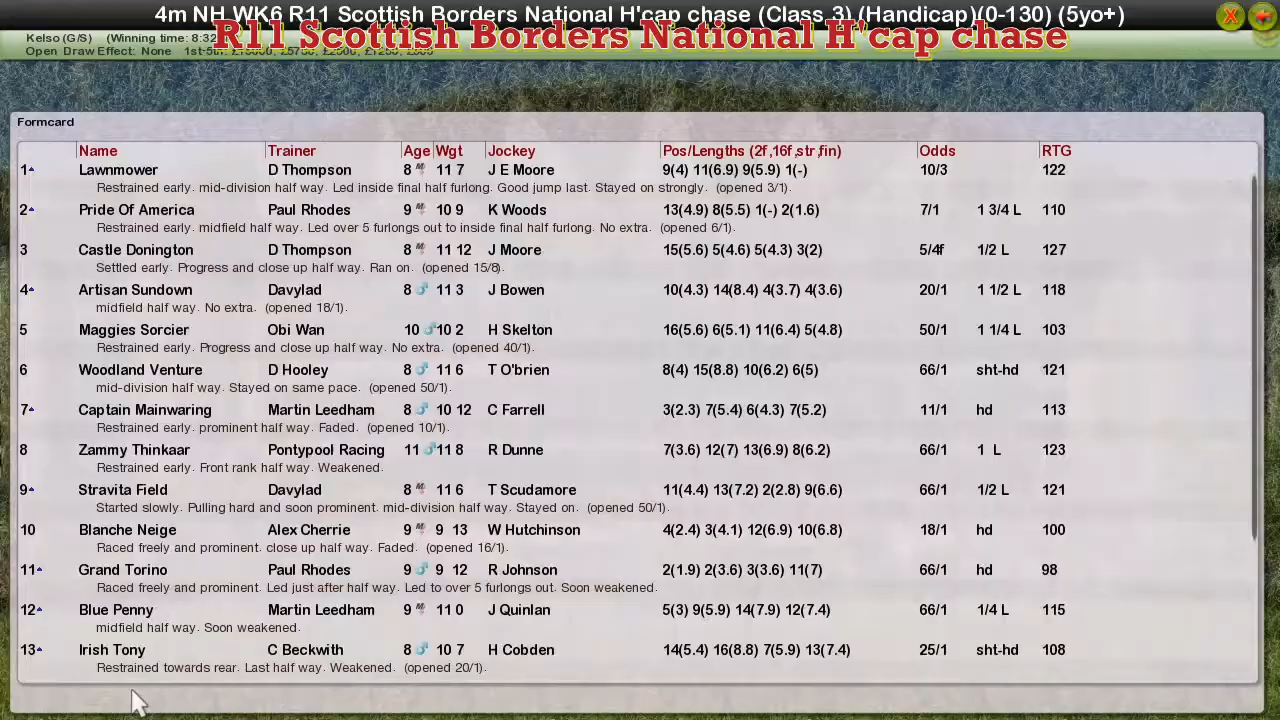 4m NH WK6 R11 Scottish Borders National H'cap chase (Class 3) (Handicap)(0-130) (5yo+)
R11 Scottish Borders National H'cap chase
Kelso(G/S) (Winning time: 8:32
Open Draw Effect: None 1st-5th:
Formcard
Name Trainer Age Wgt Jockey Pos/Lengths (2f,16f,str,fin) Odds RTG
1 Lawnmower D Thompson 8 11 7 J E Moore 9(4) 11(6.9) 9(5.9) 1(-) 10/3 122
Restrained early. mid-division half way. Led inside final half furlong. Good jump last. Stayed on strongly. (opened 3/1).
2 Pride Of America Paul Rhodes 9 10 9 K Woods 13(4.9) 8(5.5) 1(-) 2(1.6) 7/1 1 3/4 L 110
Restrained early. midfield half way. Led over 5 furlongs out to inside final half furlong. No extra. (opened 6/1).
3 Castle Donington D Thompson 8 11 12 J Moore 15(5.6) 5(4.6) 5(4.3) 3(2) 5/4f 1/2 L 127
Settled early. Progress and close up half way. Ran on. (opened 15/8).
4 Artisan Sundown Davylad 8 11 3 J Bowen 10(4.3) 14(8.4) 4(3.7) 4(3.6) 20/1 1 1/2 L 118
midfield half way. No extra. (opened 18/1).
5 Maggies Sorcier Obi Wan 10 10 2 H Skelton 16(5.6) 6(5.1) 11(6.4) 5(4.8) 50/1 1 1/4 L 103
Restrained early. Progress and close up half way. No extra. (opened 40/1).
6 Woodland Venture D Hooley 8 11 6 T O'brien 8(4) 15(8.8) 10(6.2) 6(5) 66/1 sht-hd 121
mid-division half way. Stayed on same pace. (opened 50/1).
7 Captain Mainwaring Martin Leedham 8 10 12 C Farrell 3(2.3) 7(5.4) 6(4.3) 7(5.2) 11/1 hd 113
Restrained early. prominent half way. Faded. (opened 10/1).
8 Zammy Thinkaar Pontypool Racing 11 11 8 R Dunne 7(3.6) 12(7) 13(6.9) 8(6.2) 66/1 1 L 123
Restrained early. Front rank half way. Weakened.
9 Stravita Field Davylad 8 11 6 T Scudamore 11(4.4) 13(7.2) 2(2.8) 9(6.6) 66/1 1/2 L 121
Started slowly. Pulling hard and soon prominent. mid-division half way. Stayed on. (opened 50/1).
10 Blanche Neige Alex Cherrie 9 9 13 W Hutchinson 4(2.4) 3(4.1) 12(6.9) 10(6.8) 18/1 hd 100
Raced freely and prominent. close up half way. Faded. (opened 16/1).
11 Grand Torino Paul Rhodes 9 9 12 R Johnson 2(1.9) 2(3.6) 3(3.6) 11(7) 66/1 hd 98
Raced freely and prominent. Led just after half way. Led to over 5 furlongs out. Soon weakened.
12 Blue Penny Martin Leedham 9 11 0 J Quinlan 5(3) 9(5.9) 14(7.9) 12(7.4) 66/1 1/4 L 115
midfield half way. Soon weakened.
13 Irish Tony C Beckwith 8 10 7 H Cobden 14(5.4) 16(8.8) 7(5.9) 13(7.4) 25/1 sht-hd 108
Restrained towards rear. Last half way. Weakened. (opened 20/1).